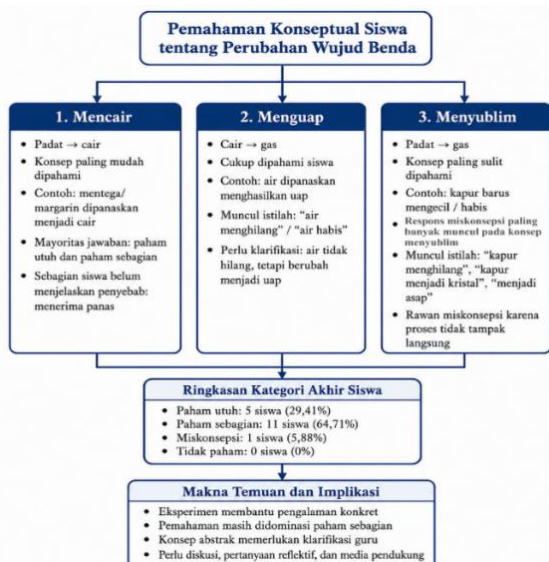 Pemahaman Konseptual Siswa
tentang Perubahan Wujud Benda
1. Mencair
• Padat → cair
• Konsep paling mudah
dipahami
• Contoh: mentega/
margarin dipanaskan
menjadi cair
• Mayoritas jawaban: paham
utuh dan paham sebagian
• Sebagian siswa belum
menjelaskan penyebab:
menerima panas
2. Menguap
• Cair → gas
• Cukup dipahami siswa
• Contoh: air dipanaskan
menghasilkan uap
• Muncul istilah: “air
menghilang” / “air habis”
• Perlu klarifikasi: air tidak
hilang, tetapi berubah
menjadi uap
3. Menyublim
• Padat → gas
• Konsep paling sulit
dipahami
• Contoh: kapur barus
mengecil / habis
• Respons miskonsepsi paling
banyak muncul pada konsep
menyublim
• Muncul istilah: “kapur
menghilang”, “kapur
menjadi kristal”, “menjadi
asap”
• Rawan miskonsepsi karena
proses tidak tampak
langsung
Ringkasan Kategori Akhir Siswa
• Paham utuh: 5 siswa (29,41%)
• Paham sebagian: 11 siswa (64,71%)
• Miskonsepsi: 1 siswa (5,88%)
• Tidak paham: 0 siswa (0%)
Makna Temuan dan Implikasi
• Eksperimen membantu pengalaman konkret
• Pemahaman masih didominasi paham sebagian
• Konsep abstrak memerlukan klarifikasi guru
• Perlu diskusi, pertanyaan reflektif, dan media pendukung